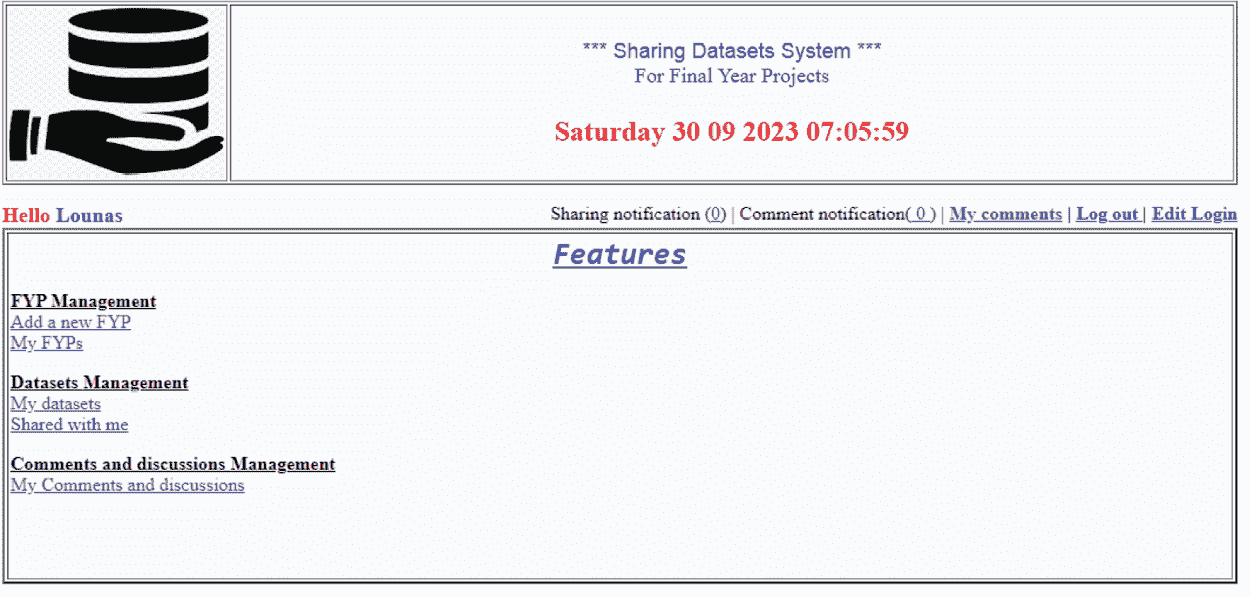 *** Sharing Datasets System ***
For Final Year Projects
Saturday 30 09 2023 07:05:59
Hello Lounas
Sharing notification (0) | Comment notification( 0 ) | My comments | Log out | Edit Login
Features
FYP Management
Add a new FYP
My FYPs
Datasets Management
My datasets
Shared with me
Comments and discussions Management
My Comments and discussions